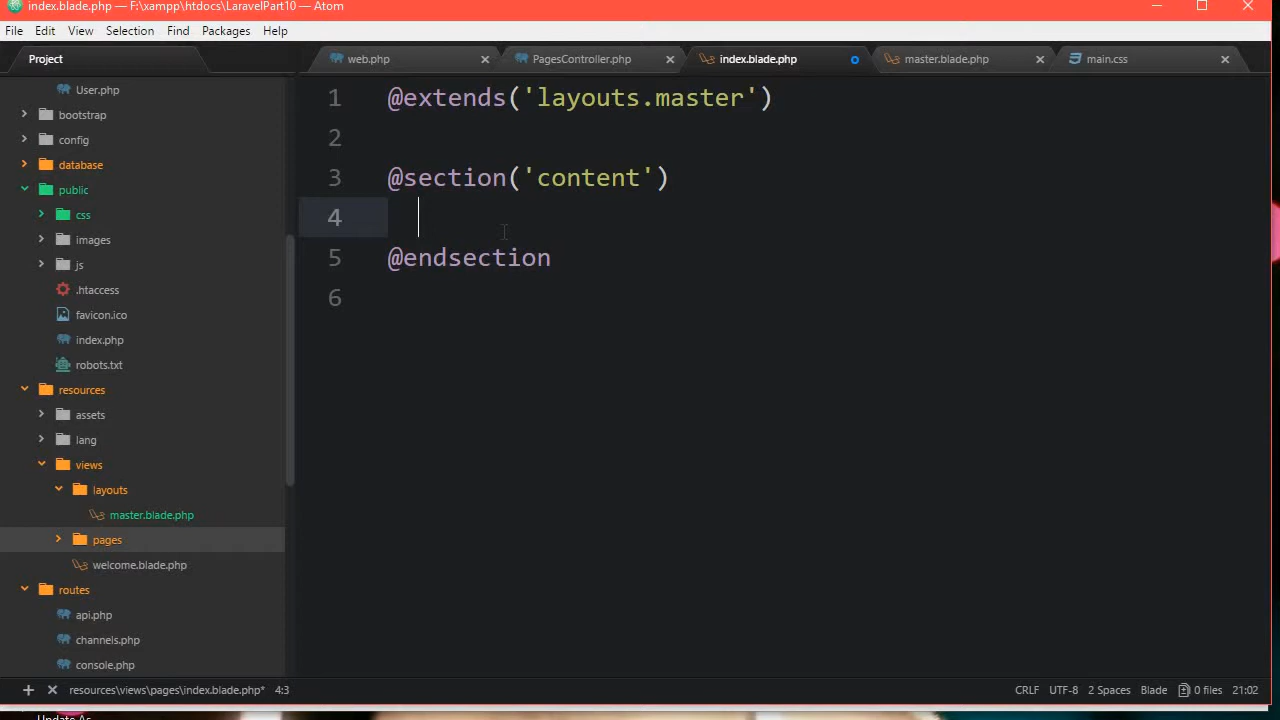 index.blade.php — F:\xampp\htdocs\LaravelPart10 — Atom
File Edit View Selection Find Packages Help
Project
web.php
PagesController.php
index.blade.php
master.blade.php
main.css
User.php
bootstrap
config
database
public
css
images
js
.htaccess
favicon.ico
index.php
robots.txt
resources
assets
lang
views
layouts
master.blade.php
pages
welcome.blade.php
routes
api.php
channels.php
console.php
1 @extends('layouts.master')
2
3 @section('content')
4
5 @endsection
6
resources\views\pages\index.blade.php* 4:3
CRLF UTF-8 2 Spaces Blade 0 files 21:02
Update As